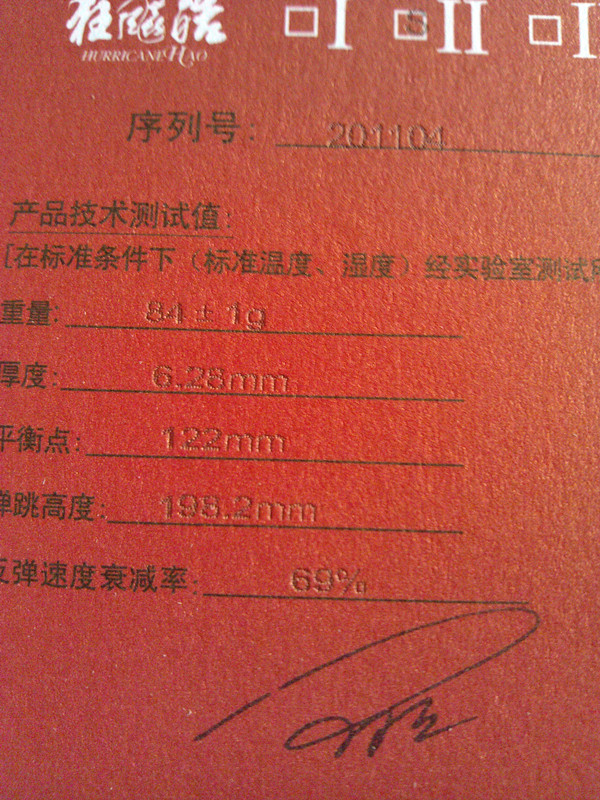 狂飚皓 □I □II □I
HURRICANE HAO
序列号: 201104
产品技术测试值:
[在标准条件下（标准温度、湿度）经实验室测试所
重量: 84±1g
厚度: 6.28mm
平衡点: 122mm
弹跳高度: 198.2mm
反弹速度衰减率: 69%